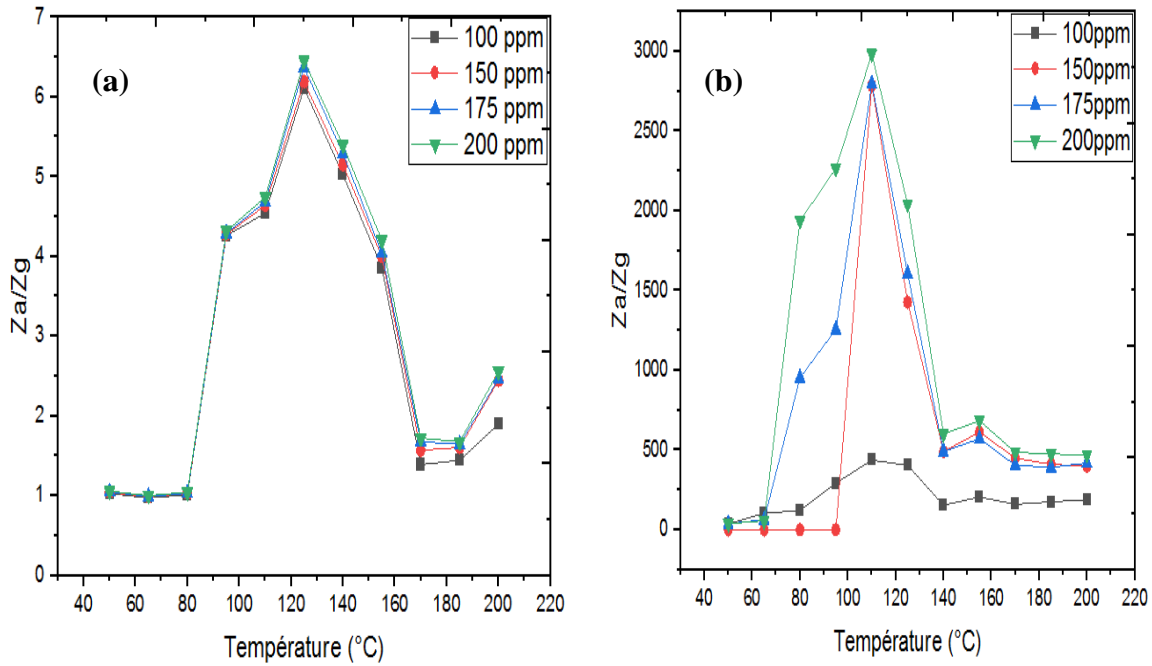 (a)
100 ppm
150 ppm
175 ppm
200 ppm
7
6
5
4
3
2
1
0
Za/Zg
40 60 80 100 120 140 160 180 200 220
Température (°C)
(b)
100ppm
150ppm
175ppm
200ppm
3000
2500
2000
1500
1000
500
0
Za/Zg
40 60 80 100 120 140 160 180 200 220
Température (°C)